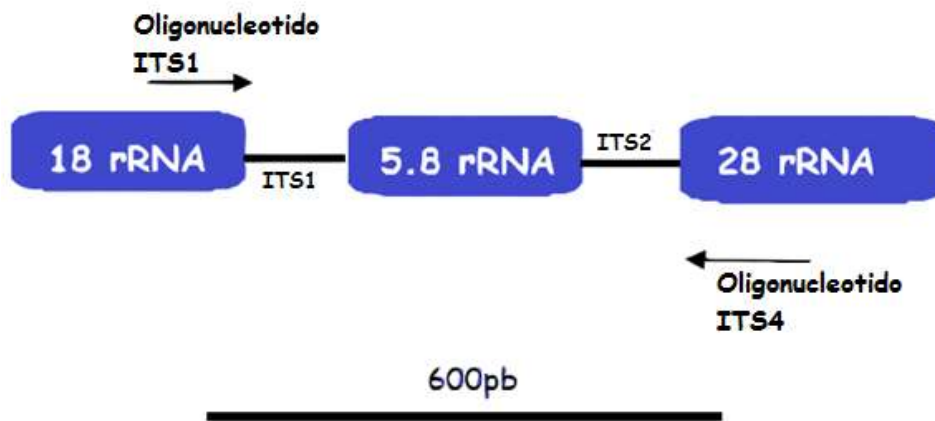 Oligonucleotido
ITS1
18 rRNA
ITS1
5.8 rRNA
ITS2
28 rRNA
Oligonucleotido
ITS4
600pb